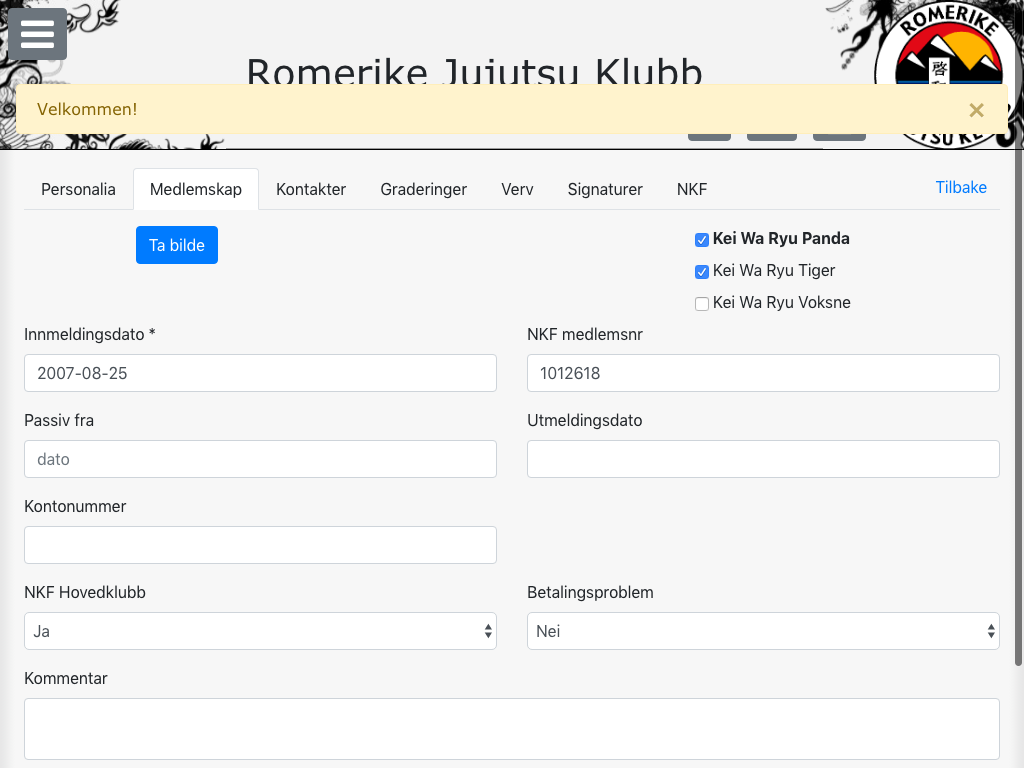 Romerike Jujutsu Klubb
ROMERIKE
Velkommen!
×
Personalia Medlemskap Kontakter Graderinger Verv Signaturer NKF Tilbake
Ta bilde
Kei Wa Ryu Panda
Kei Wa Ryu Tiger
Kei Wa Ryu Voksne
Innmeldingsdato * NKF medlemsnr
2007-08-25 1012618
Passiv fra Utmeldingsdato
dato
Kontonummer
NKF Hovedklubb Betalingsproblem
Ja Nei
Kommentar